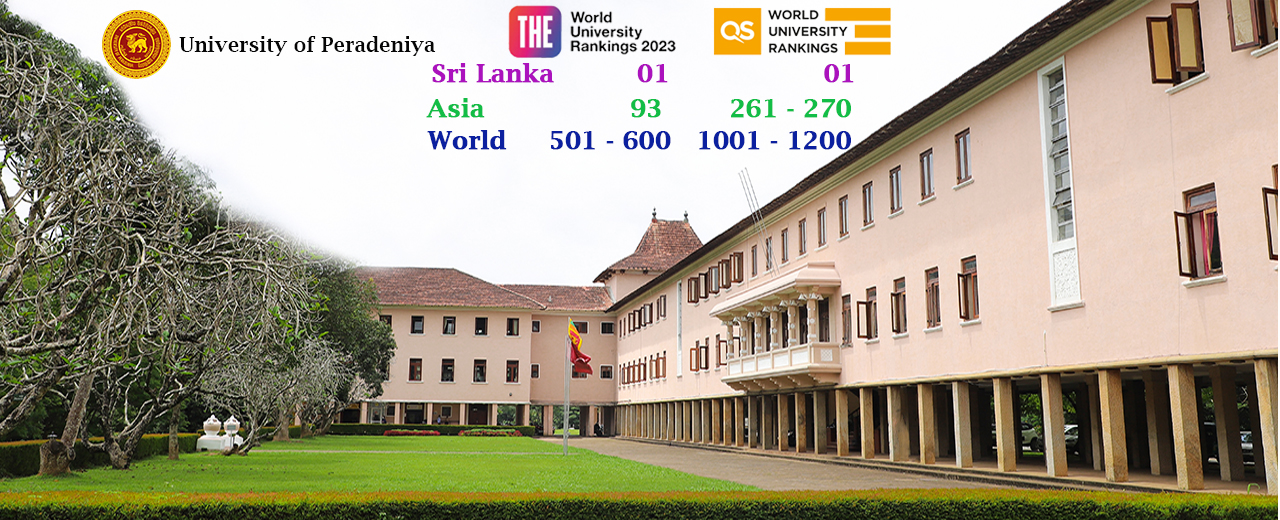 University of Peradeniya
THE World University Rankings 2023
QS WORLD UNIVERSITY RANKINGS
Sri Lanka 01 01
Asia 93 261 - 270
World 501 - 600 1001 - 1200